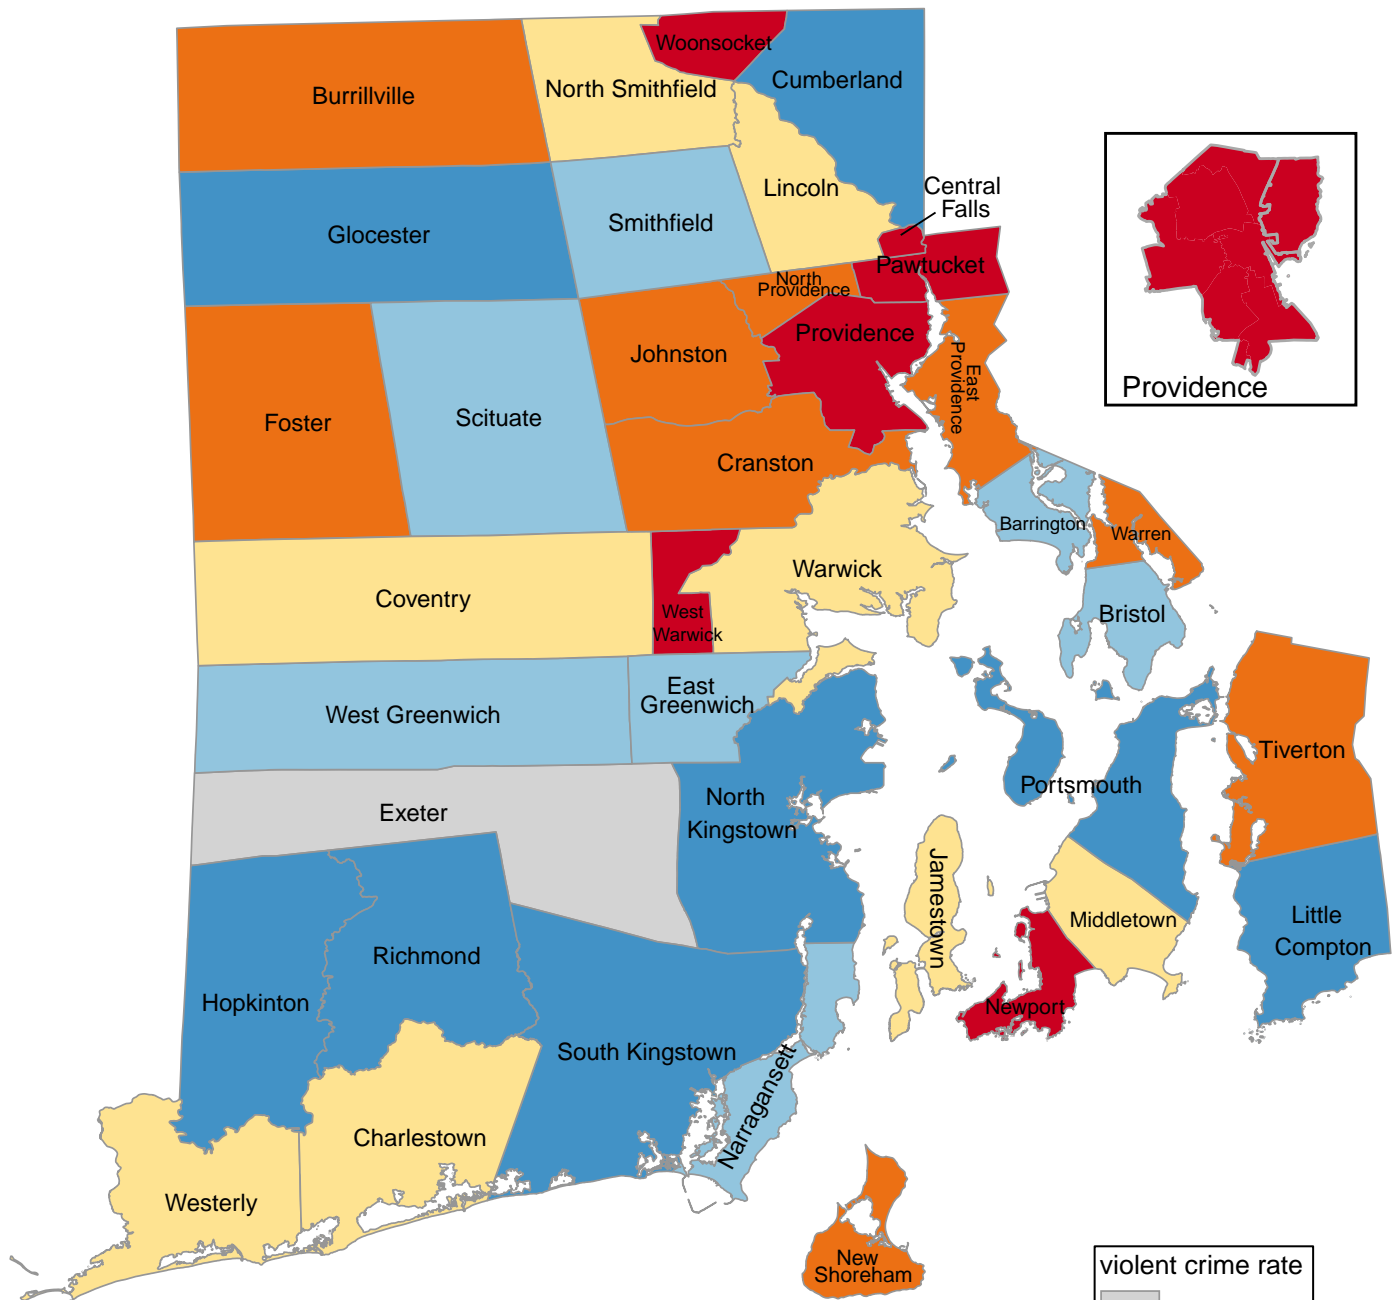 Woonsocket
Cumberland
North Smithfield
Burrillville
Central
Falls
Lincoln
Smithfield
Glocester
Pawtucket
North
Providence
Providence
Johnston
East
Providence
Providence
Scituate
Foster
Cranston
Barrington
Warren
Warwick
Coventry
West
Warwick
Bristol
East
Greenwich
West Greenwich
Tiverton
Portsmouth
North
Kingstown
Exeter
Jamestown
Middletown
Little
Compton
Richmond
Hopkinton
Newport
South Kingstown
Narragansett
Charlestown
Westerly
New
Shoreham
violent crime rate